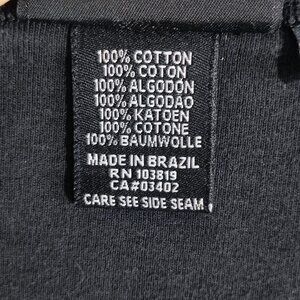 100% COTTON
100% COTON
100% ALGODÓN
100% ALGODAO
100% KATOEN
100% COTONE
100% BAUMWOLLE
MADE IN BRAZIL
RN 103819
CA#03402
CARE SEE SIDE SEAM